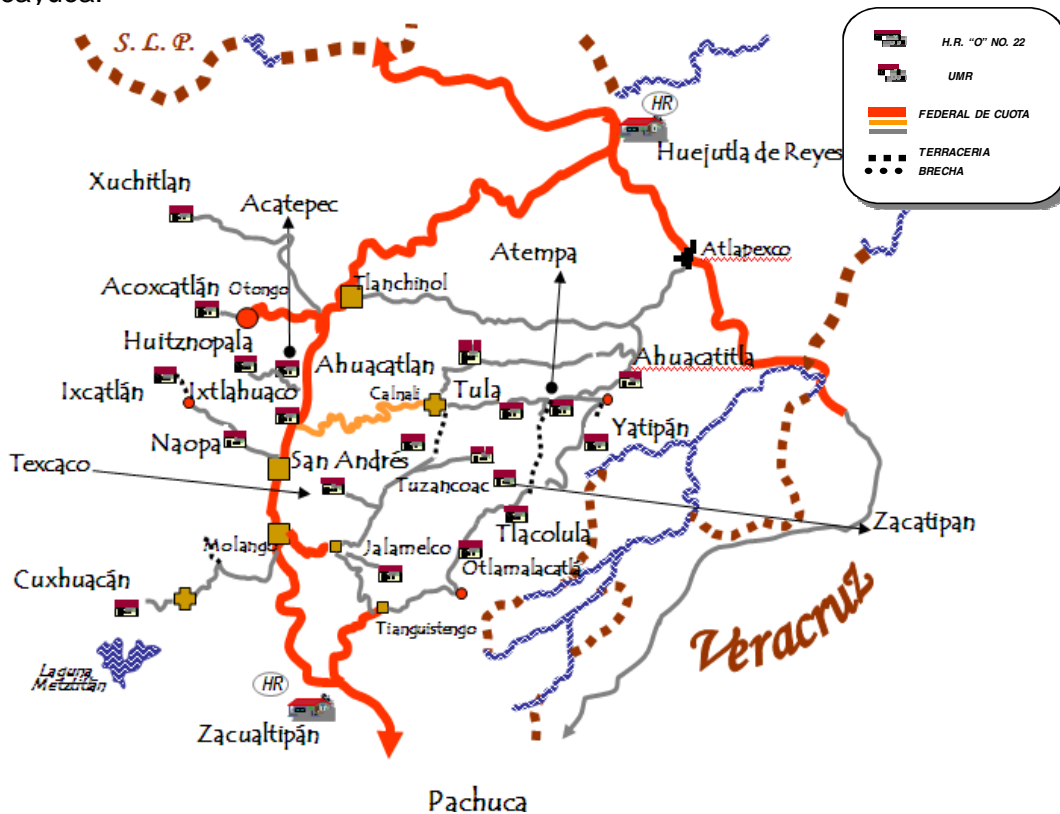 S. L. P.
H.R. “O” NO. 22
UMR
FEDERAL DE CUOTA
TERRACERIA
BRECHA
HR
Huejutla de Reyes
Xuchitlan
Acatepec
Atempa
Atlapexco
Acoxcatlán
Otongo
Tlanchinol
Huitznopala
Ahuacatlan
Ahuacatitla
Ixcatlán
Ixtlahuaco
Calnali
Tula
Naopa
Yatipán
Texcaco
San Andrés
Tuzancoac
Zacatipan
Tlacolula
Molango
Jalamelco
Otlamalacatlá
Cuxhuacán
Tianguistengo
Veracruz
Laguna
Metztitlán
HR
Zacualtipán
Pachuca